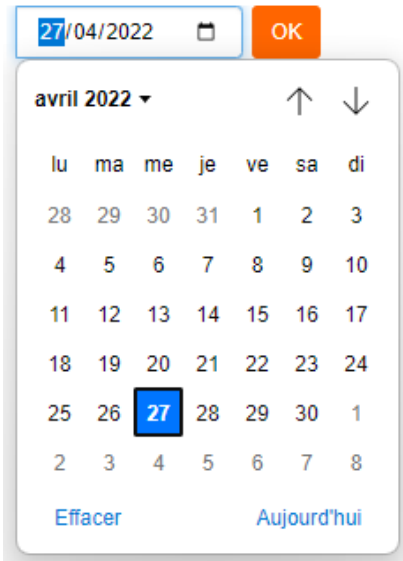 27/04/2022 OK
avril 2022
lu ma me je ve sa di
28 29 30 31 1 2 3
4 5 6 7 8 9 10
11 12 13 14 15 16 17
18 19 20 21 22 23 24
25 26 27 28 29 30 1
2 3 4 5 6 7 8
Effacer Aujourd'hui